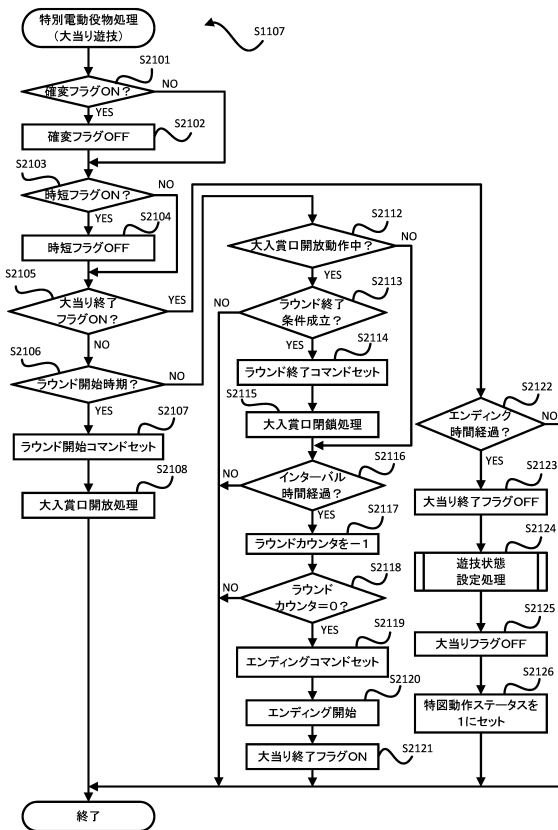 特別電動役物処理
(大当り遊技)
S1107
S2101
確変フラグON?
NO
YES
確変フラグOFF
S2102
S2103
時短フラグON?
NO
YES
S2104
時短フラグOFF
S2105
大当り終了
フラグON?
YES
NO
S2106
ラウンド開始時期?
NO
YES
S2107
ラウンド開始コマンドセット
S2108
大入賞口開放処理
終了
S2112
大入賞口開放動作中?
NO
YES
S2113
ラウンド終了
条件成立?
NO
YES
S2114
ラウンド終了コマンドセット
S2115
大入賞口閉鎖処理
S2116
インターバル
時間経過?
NO
YES
S2117
ラウンドカウンタを-1
S2118
ラウンド
カウンター=0?
NO
YES
S2119
エンディングコマンドセット
S2120
エンディング開始
大当り終了フラグON
S2121
S2122
エンディング
時間経過?
NO
YES
S2123
大当り終了フラグOFF
S2124
遊技状態
設定処理
S2125
大当りフラグOFF
S2126
特図動作ステータスを
1にセット